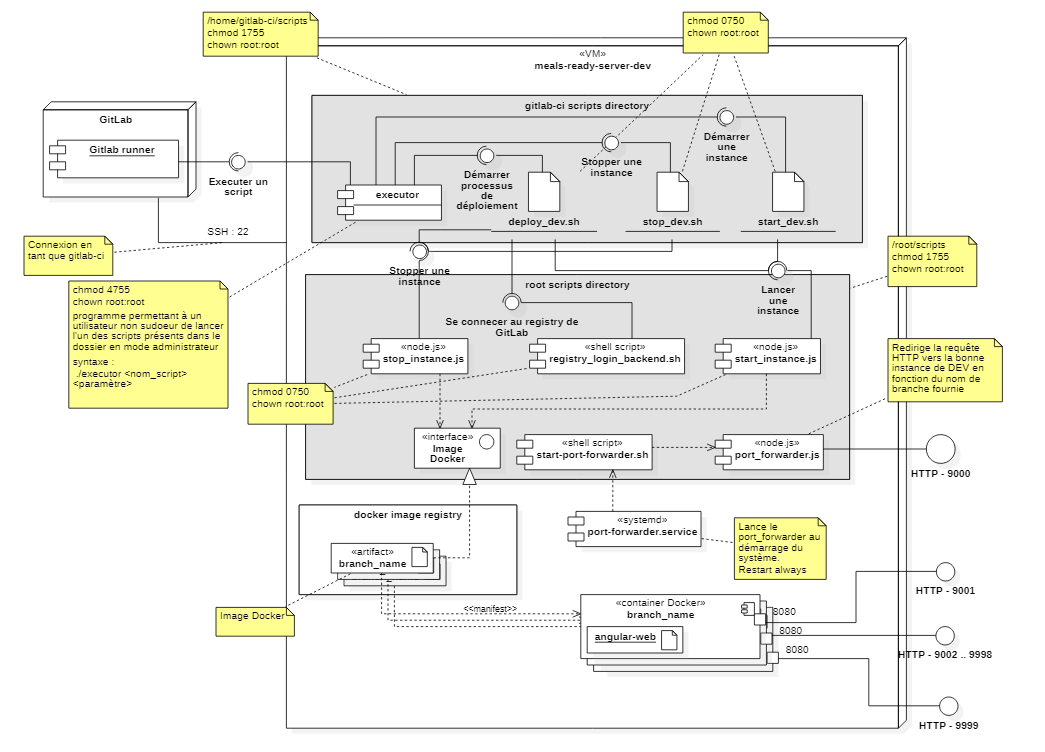 /home/gitlab-ci/scripts
chmod 1755
chown root:root
chmod 0750
chown root:root
«VM»
meals-ready-server-dev
gitlab-ci scripts directory
GitLab
Gitlab runner
Executer un
script
executor
Démarrer
processus
de
déploiement
Stopper une
instance
Démarrer
une
instance
deploy_dev.sh
stop_dev.sh
start_dev.sh
SSH : 22
Connexion en
tant que gitlab-ci
chmod 4755
chown root:root
programme permettant à un
utilisateur non sudoeur de lancer
l'un des scripts présents dans le
dossier en mode administrateur
syntaxe :
./executor <nom_script>
<paramètre>
/root/scripts
chmod 1755
chown root:root
Stopper une
instance
root scripts directory
Lancer
une
instance
Se connecer au registry de
GitLab
«node.js»
stop_instance.js
«shell script»
registry_login_backend.sh
«node.js»
start_instance.js
Redirige la requête
HTTP vers la bonne
instance de DEV en
fonction du nom de
branche fournie
chmod 0750
chown root:root
«interface»
Image
Docker
«shell script»
start-port-forwarder.sh
«node.js»
port_forwarder.js
HTTP - 9000
docker image registry
«artifact»
branch_name
«systemd»
port-forwarder.service
Lance le
port_forwarder au
démarrage du
système.
Restart always
HTTP - 9001
Image Docker
<<manifest>>
«container Docker»
branch_name
angular-web
8080
8080
8080
HTTP - 9002 .. 9998
HTTP - 9999